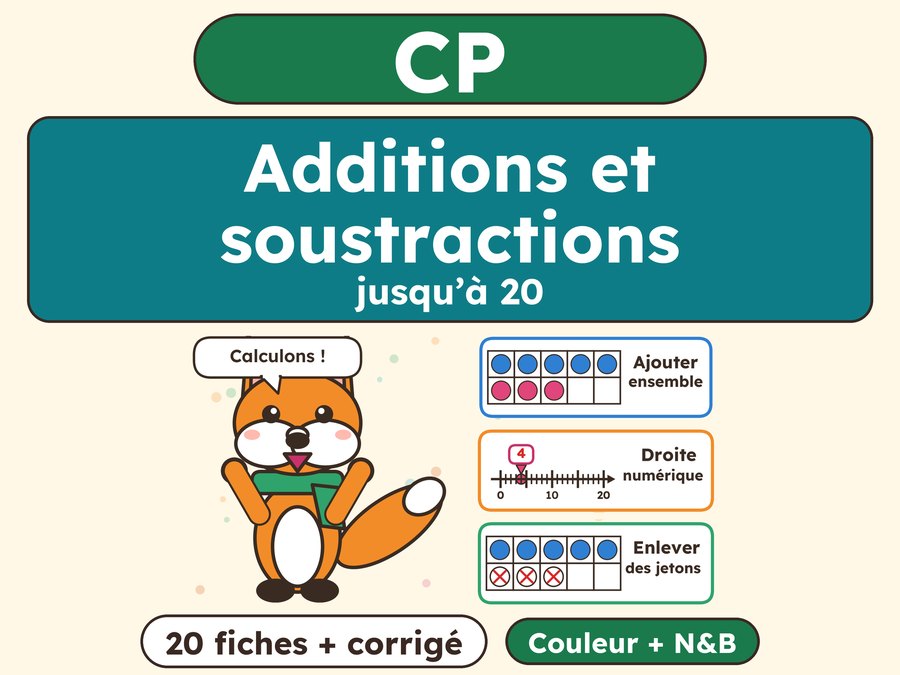 CP
Additions et
soustractions
jusqu’à 20
Calculons !
Ajouter
ensemble
4
0 10 20
Droite
numérique
Enlever
des jetons
20 fiches + corrigé
Couleur + N&B